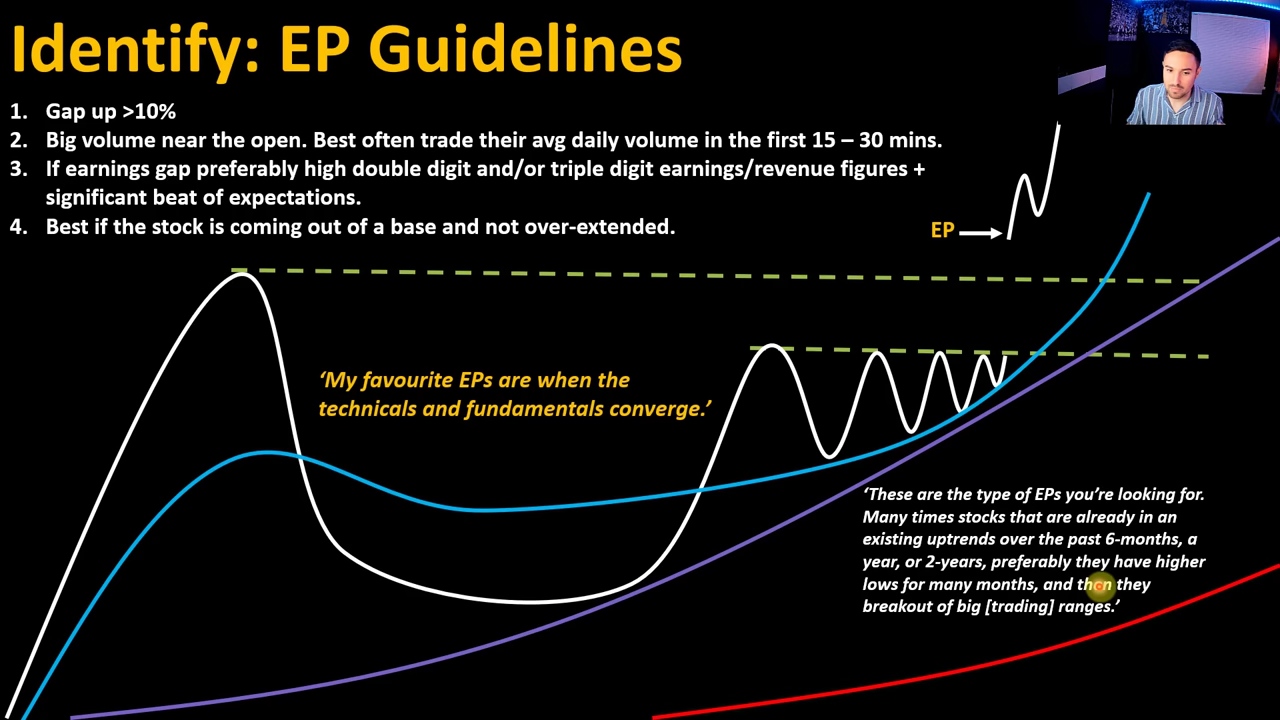 Identify: EP Guidelines
1. Gap up >10%
2. Big volume near the open. Best often trade their avg daily volume in the first 15 – 30 mins.
3. If earnings gap preferably high double digit and/or triple digit earnings/revenue figures +
significant beat of expectations.
4. Best if the stock is coming out of a base and not over-extended.
EP
‘My favourite EPs are when the
technicals and fundamentals converge.’
‘These are the type of EPs you’re looking for.
Many times stocks that are already in an
existing uptrends over the past 6-months, a
year, or 2-years, preferably they have higher
lows for many months, and than they
breakout of big [trading] ranges.’